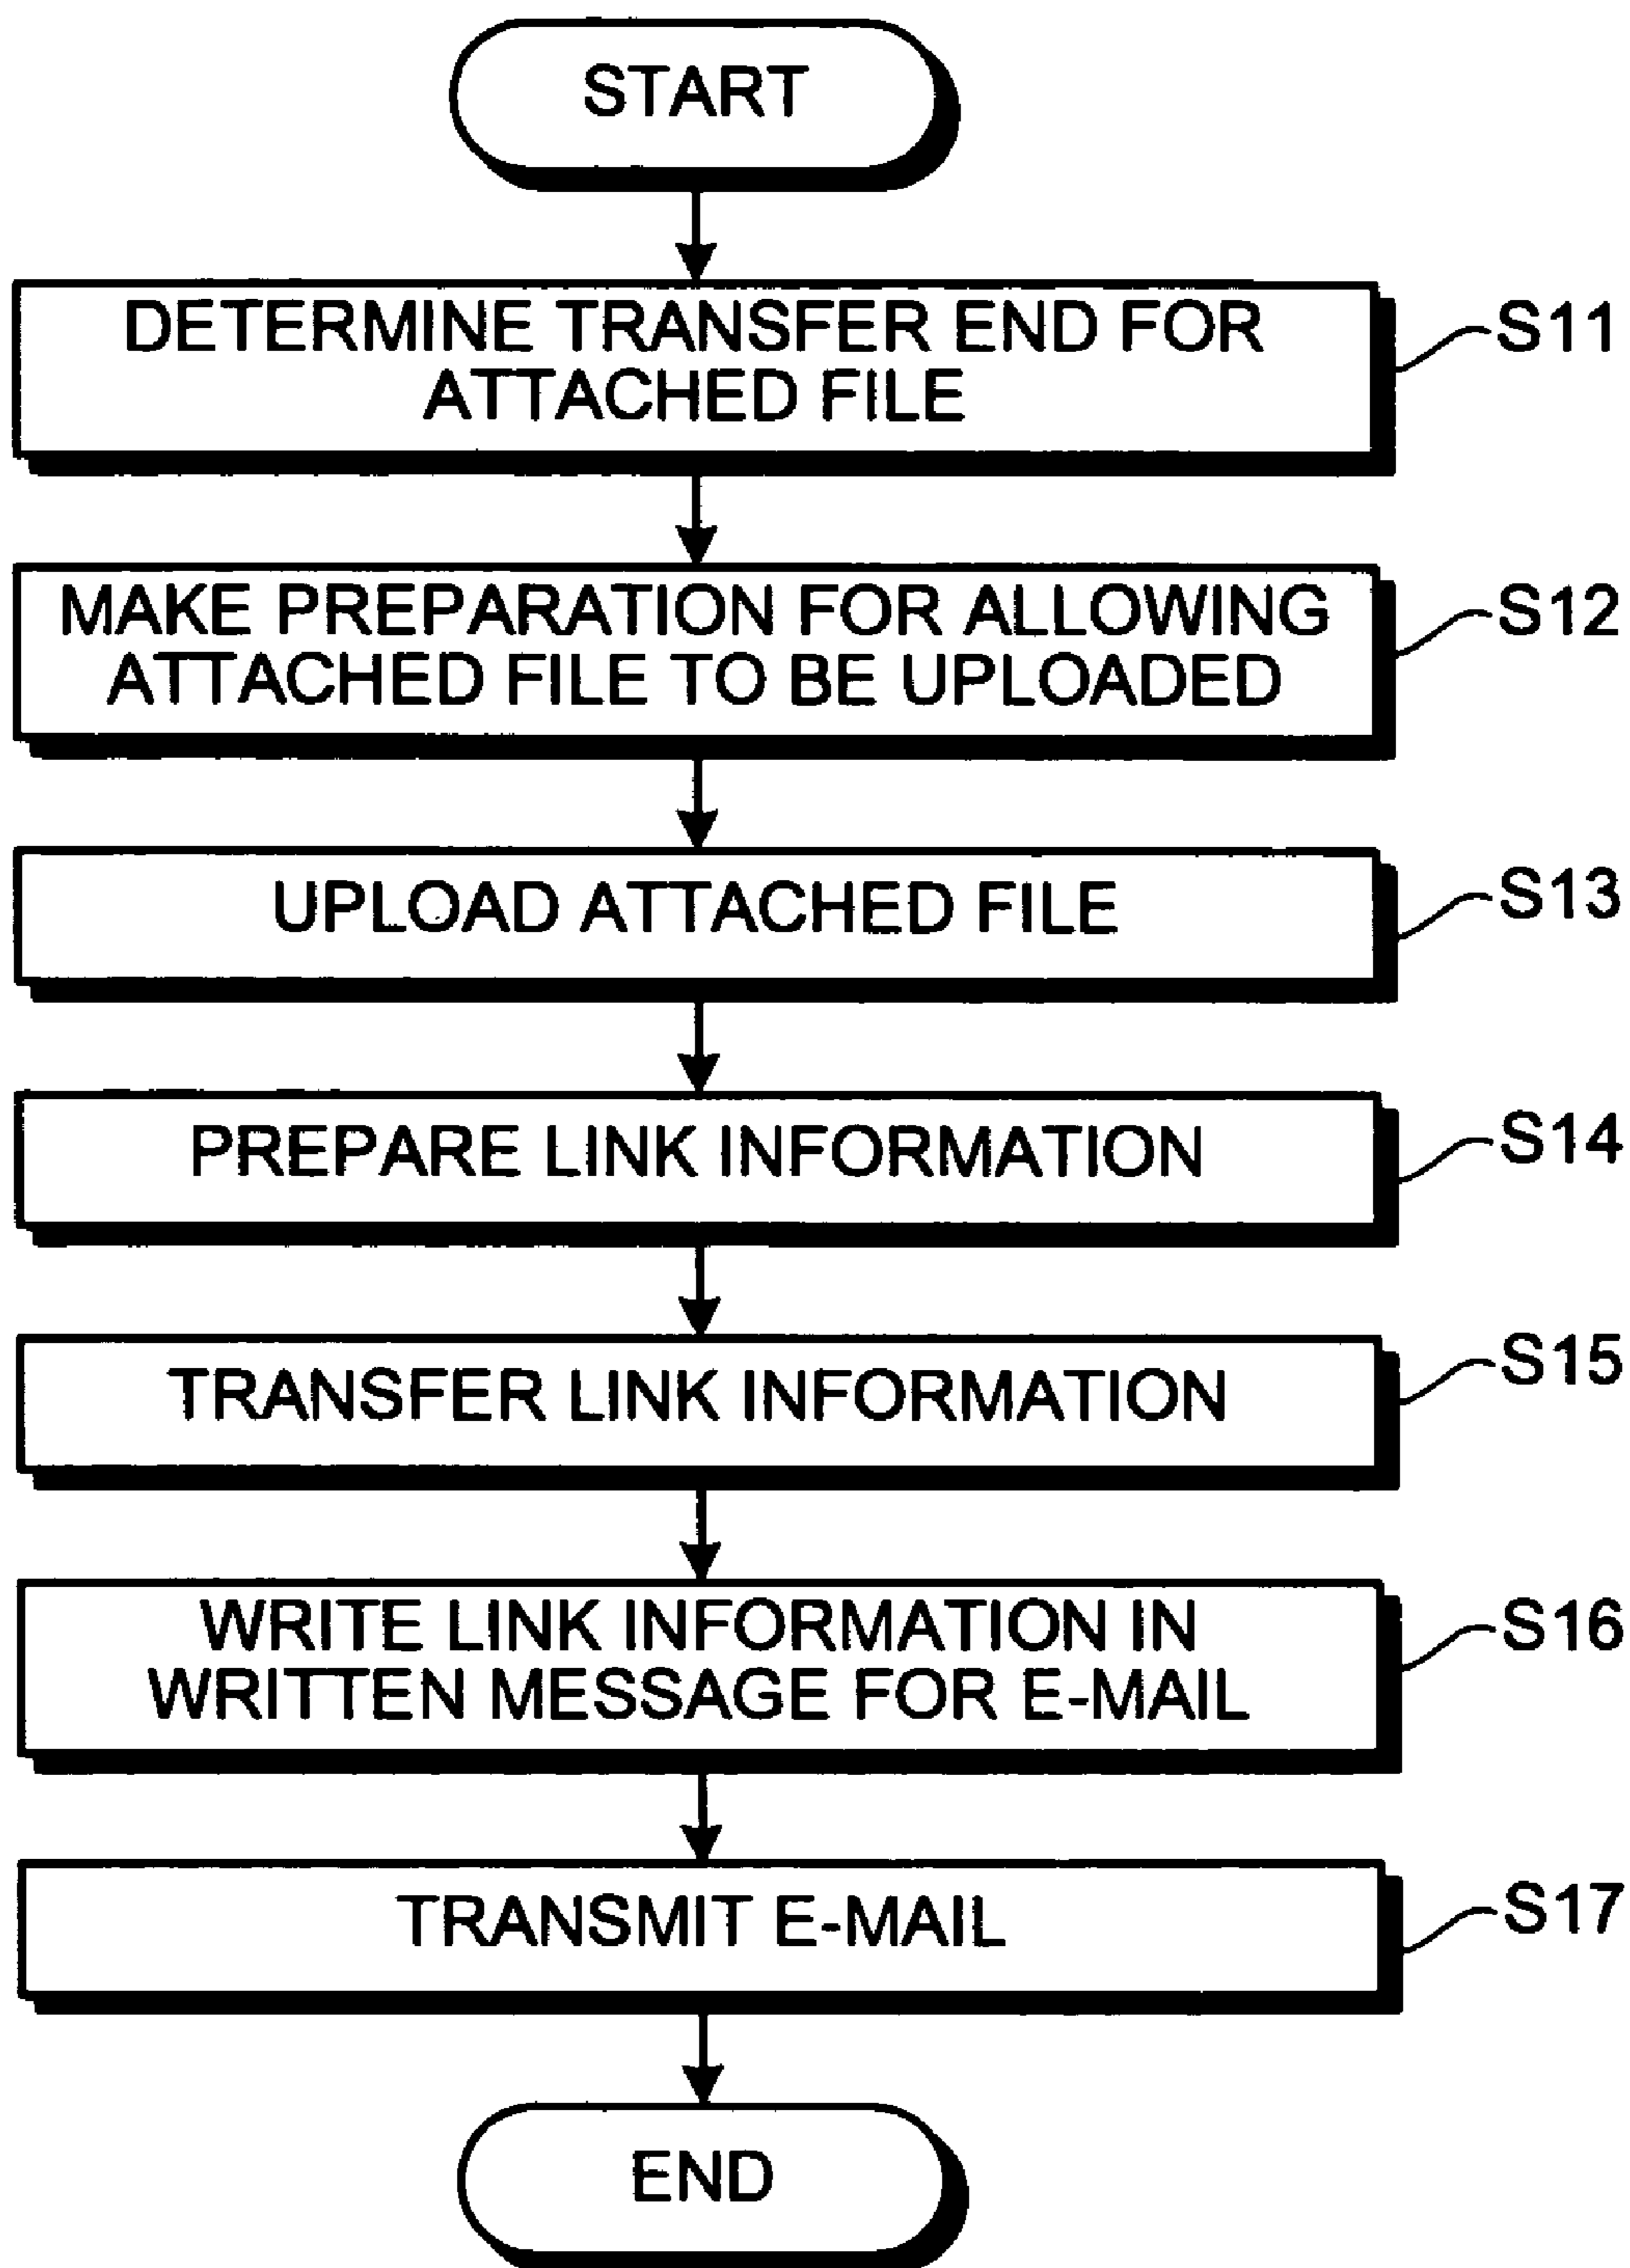 START
DETERMINE TRANSFER END FOR
ATTACHED FILE
S11
MAKE PREPARATION FOR ALLOWING
ATTACHED FILE TO BE UPLOADED
S12
UPLOAD ATTACHED FILE
S13
PREPARE LINK INFORMATION
S14
TRANSFER LINK INFORMATION
S15
WRITE LINK INFORMATION IN
WRITTEN MESSAGE FOR E-MAIL
S16
TRANSMIT E-MAIL
S17
END